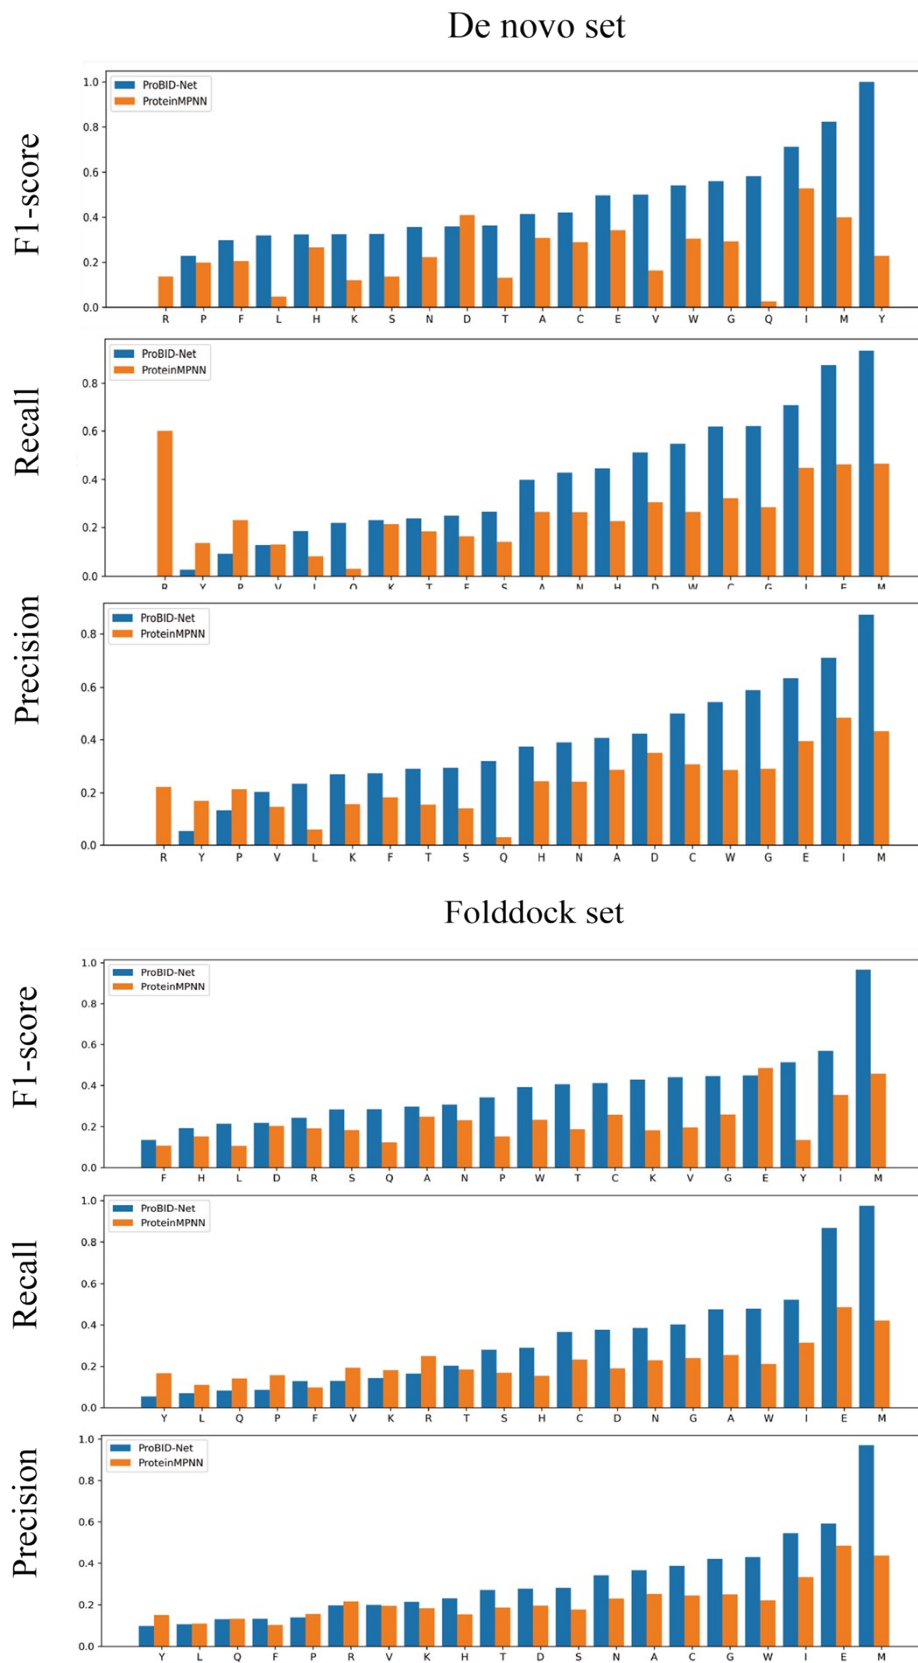 De novo set
F1-score
ProBID-Net
ProteinMPNN
1.0
0.8
0.6
0.4
0.2
0.0
R P F L H K S N D T A C E V W G Q I M Y
Recall
ProBID-Net
ProteinMPNN
0.8
0.6
0.4
0.2
0.0
R Y P V L Q K T F S A N H D W C G I E M
Precision
ProBID-Net
ProteinMPNN
0.8
0.6
0.4
0.2
0.0
R Y P V L K F T S Q H N A D C W G E I M
Folddock set
F1-score
ProBID-Net
ProteinMPNN
1.0
0.8
0.6
0.4
0.2
0.0
F H L D R S Q A N P W T C K V G E Y I M
Recall
ProBID-Net
ProteinMPNN
1.0
0.8
0.6
0.4
0.2
0.0
Y L Q P F V K R T S H C D N G A W I E M
Precision
ProBID-Net
ProteinMPNN
1.0
0.8
0.6
0.4
0.2
0.0
Y L Q F P R V K H T D S N A C G W I E M